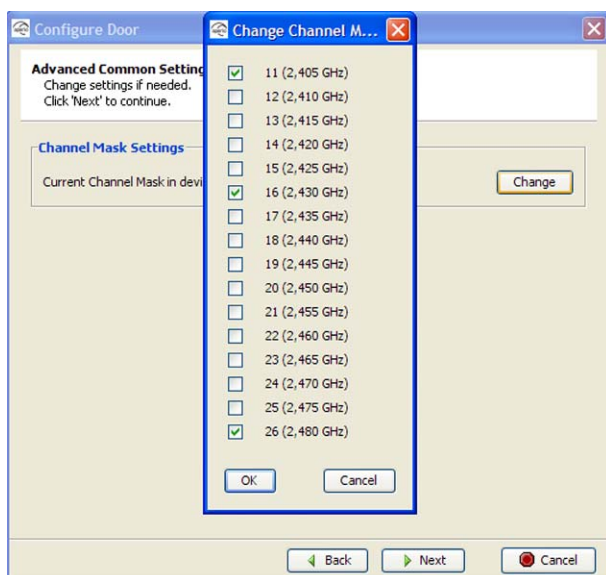 Configure Door
Change Channel M...
Advanced Common Setting
Change settings if needed.
Click 'Next' to continue.
Channel Mask Settings
Current Channel Mask in devi
Change
11 (2,405 GHz)
12 (2,410 GHz)
13 (2,415 GHz)
14 (2,420 GHz)
15 (2,425 GHz)
16 (2,430 GHz)
17 (2,435 GHz)
18 (2,440 GHz)
19 (2,445 GHz)
20 (2,450 GHz)
21 (2,455 GHz)
22 (2,460 GHz)
23 (2,465 GHz)
24 (2,470 GHz)
25 (2,475 GHz)
26 (2,480 GHz)
OK
Cancel
Back
Next
Cancel